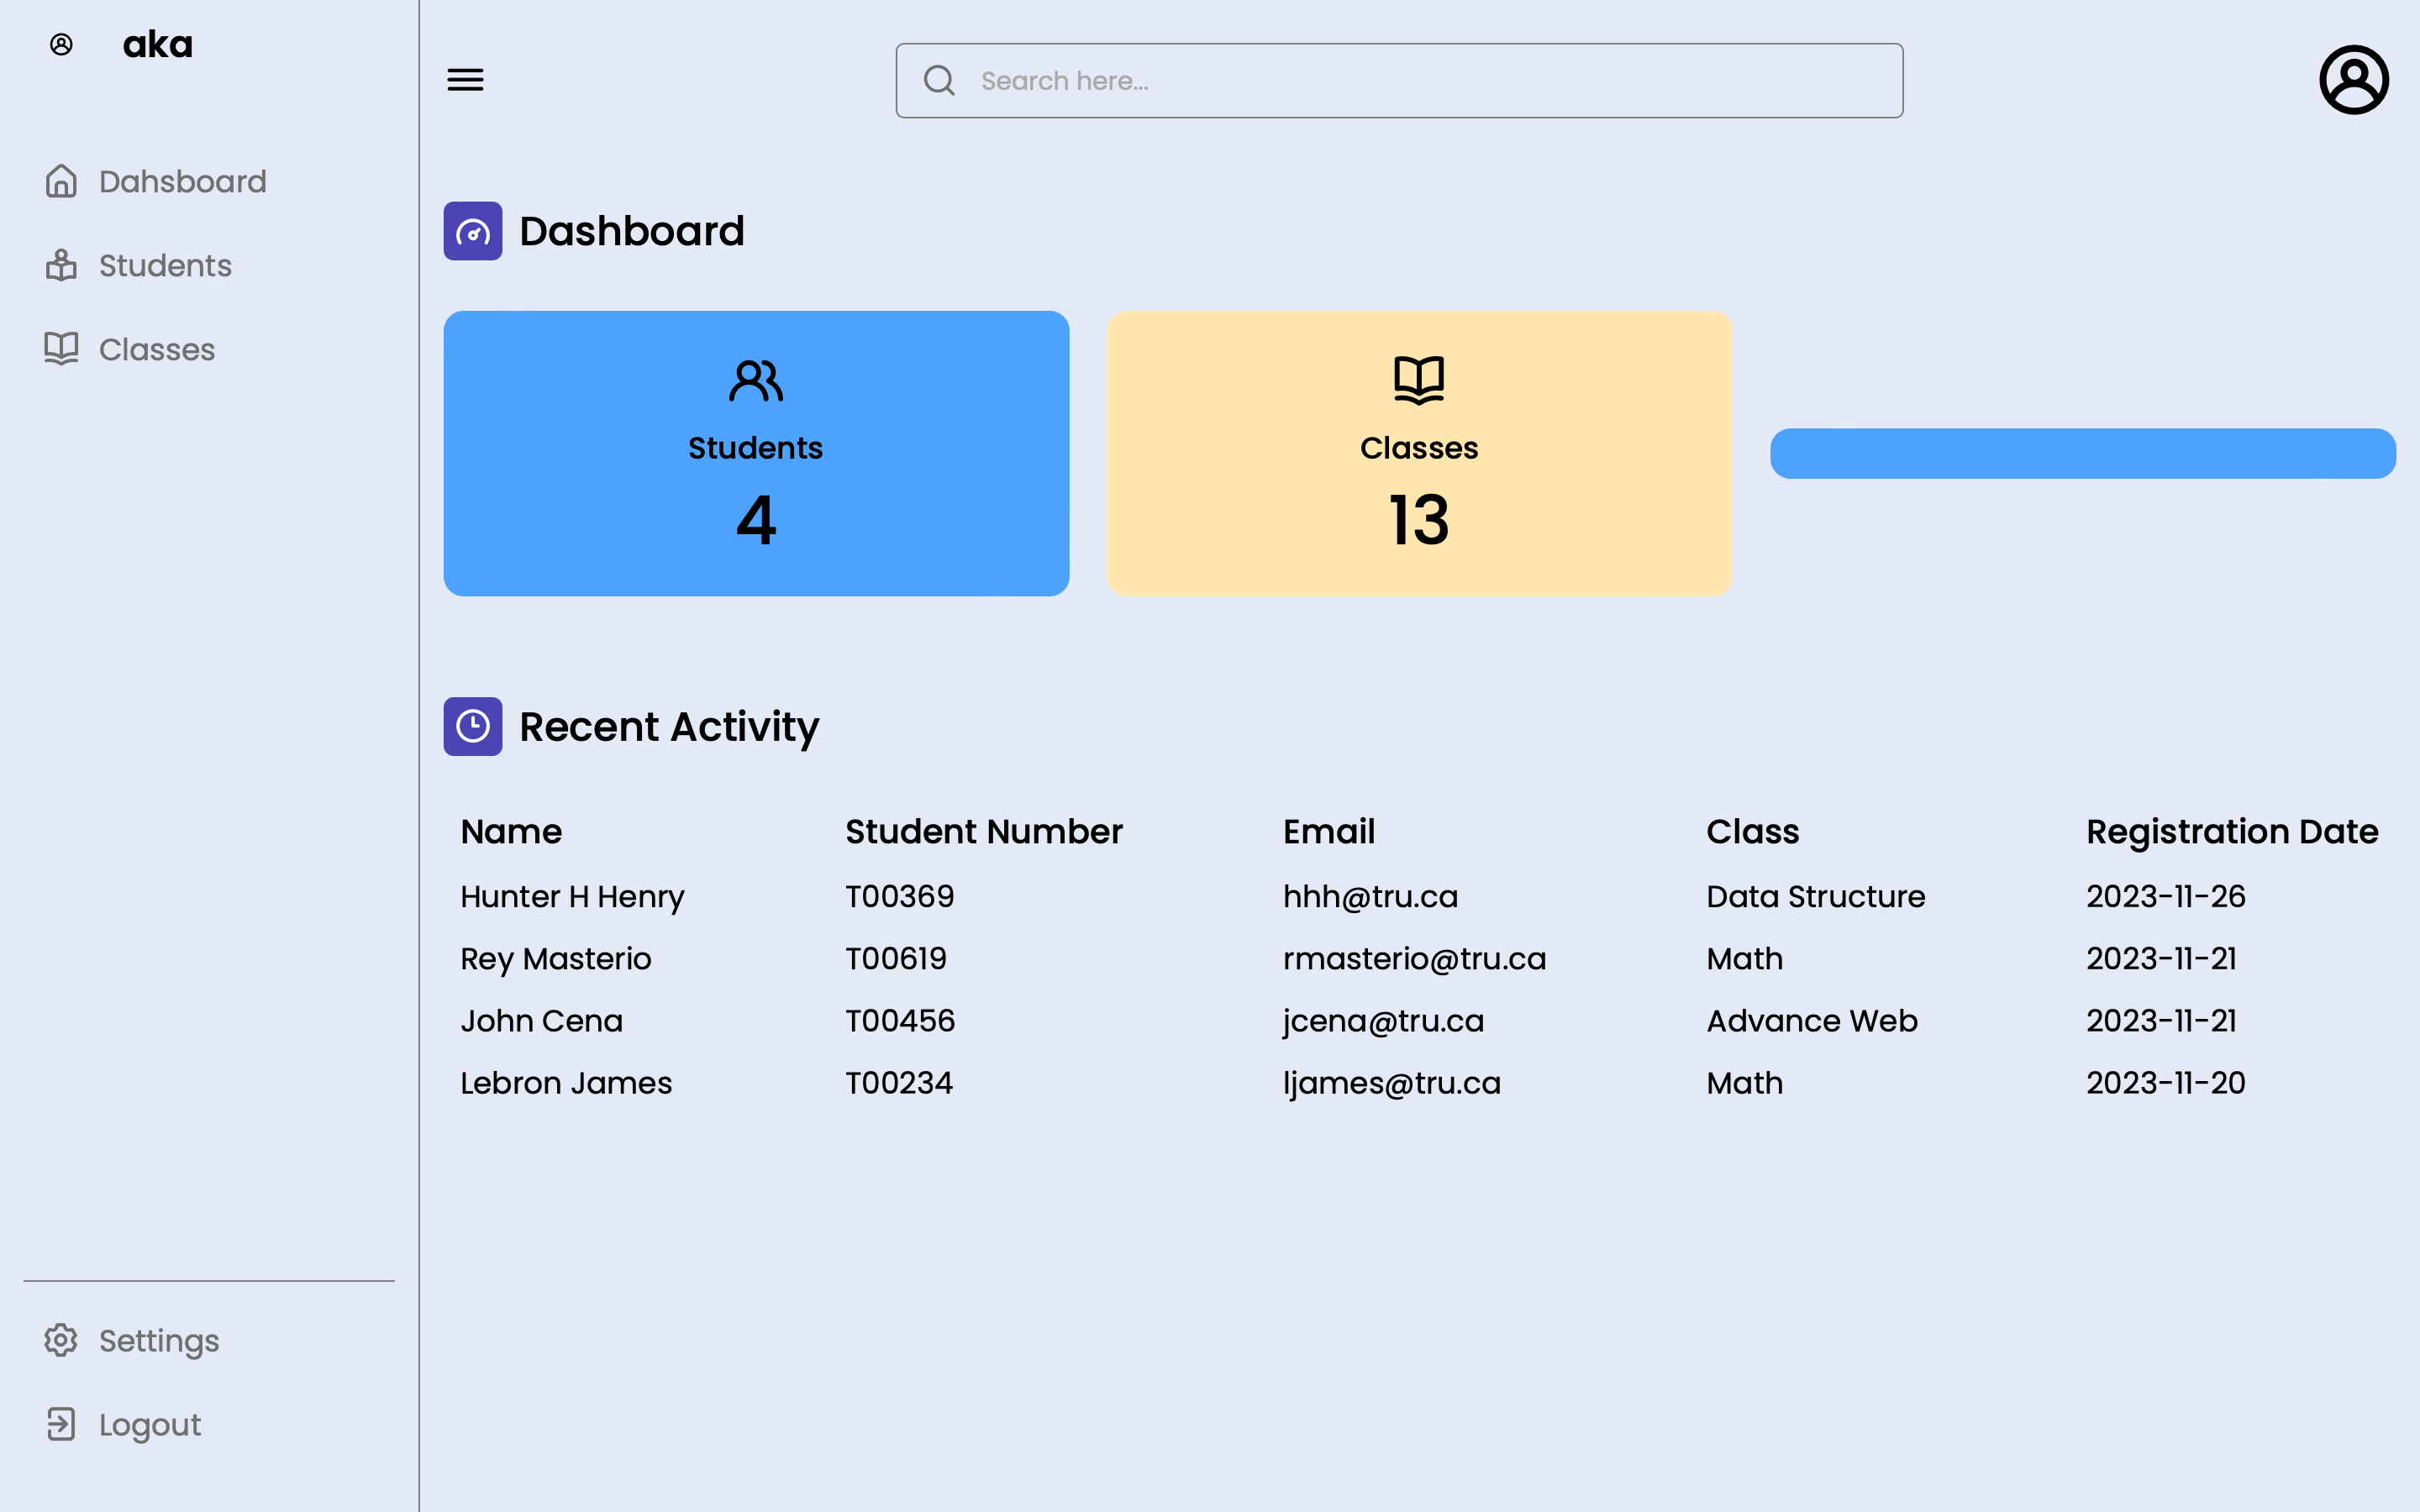 aka
Dahsboard
Students
Classes
Settings
Logout
Search here...
Dashboard
Students
4
Classes
13
Recent Activity
Name Student Number Email Class Registration Date
Hunter H Henry T00369 hhh@tru.ca Data Structure 2023-11-26
Rey Masterio T00619 rmasterio@tru.ca Math 2023-11-21
John Cena T00456 jcena@tru.ca Advance Web 2023-11-21
Lebron James T00234 ljames@tru.ca Math 2023-11-20